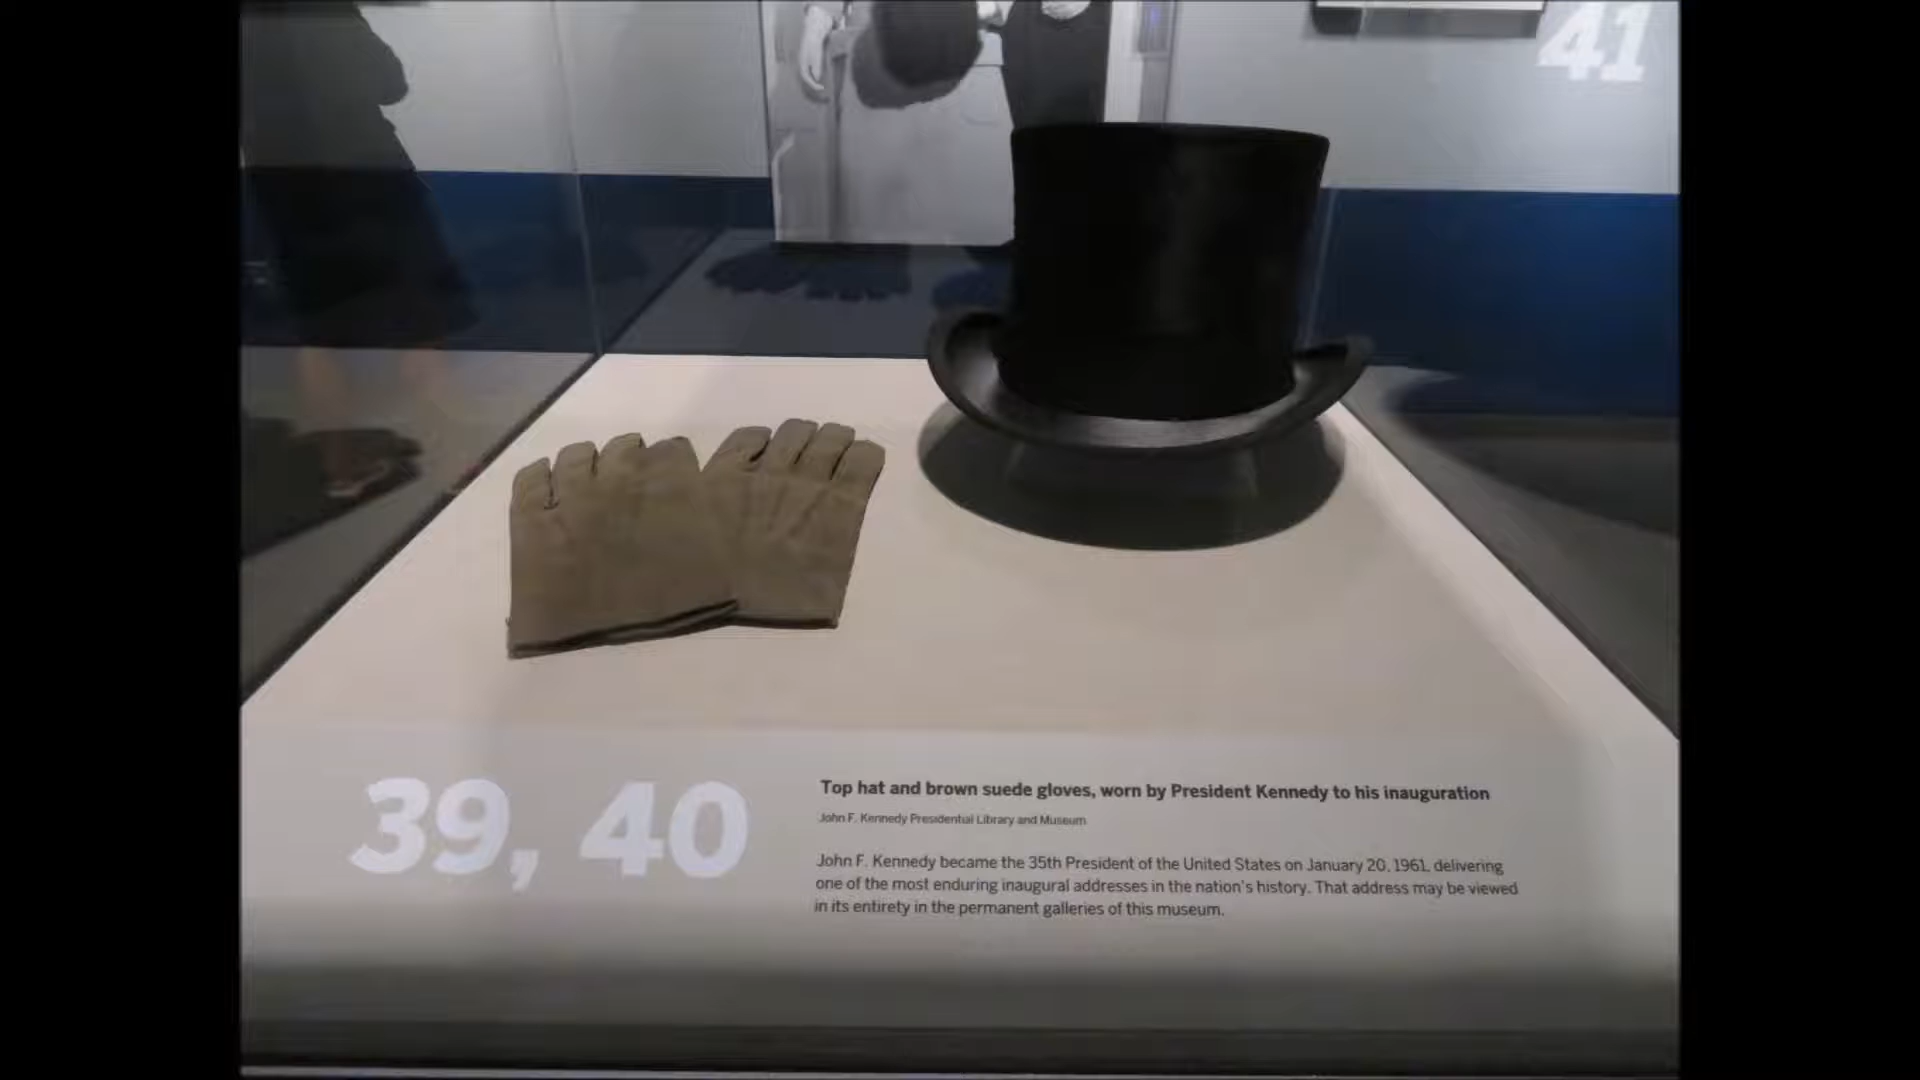 41
39, 40
Top hat and brown suede gloves, worn by President Kennedy to his inauguration
John F. Kennedy Presidential Library and Museum
John F. Kennedy became the 35th President of the United States on January 20, 1961, delivering
one of the most enduring inaugural addresses in the nation's history. That address may be viewed
in its entirety in the permanent galleries of this museum.